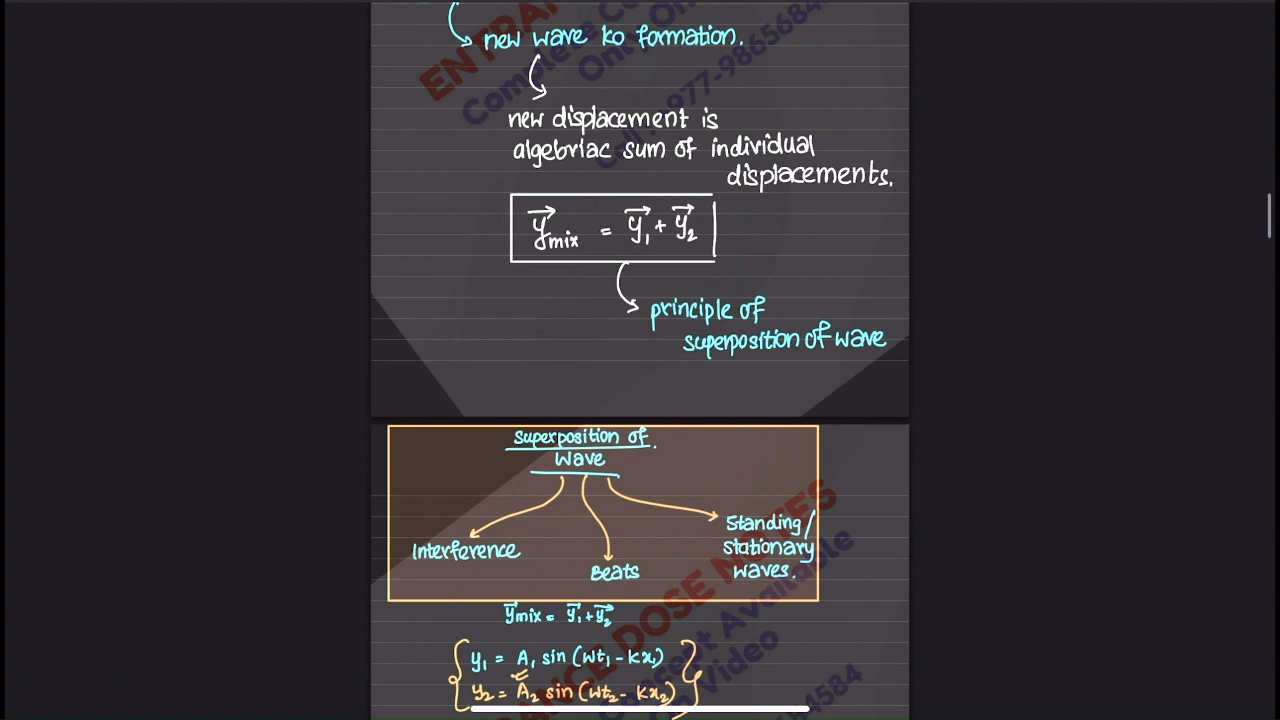 new wave ko formation.
new displacement is
algebriac sum of individual
displacements.
y⃗mix = y⃗₁ + y⃗₂
principle of
superposition of wave
Superposition of
Wave
Interference
Beats
Standing/
stationary
waves.
y⃗mix = y⃗₁ + y⃗₂
y₁ = A₁ sin (wt₁ - Kx₁)
y₂ = A₂ sin (wt₂ - Kx₂)